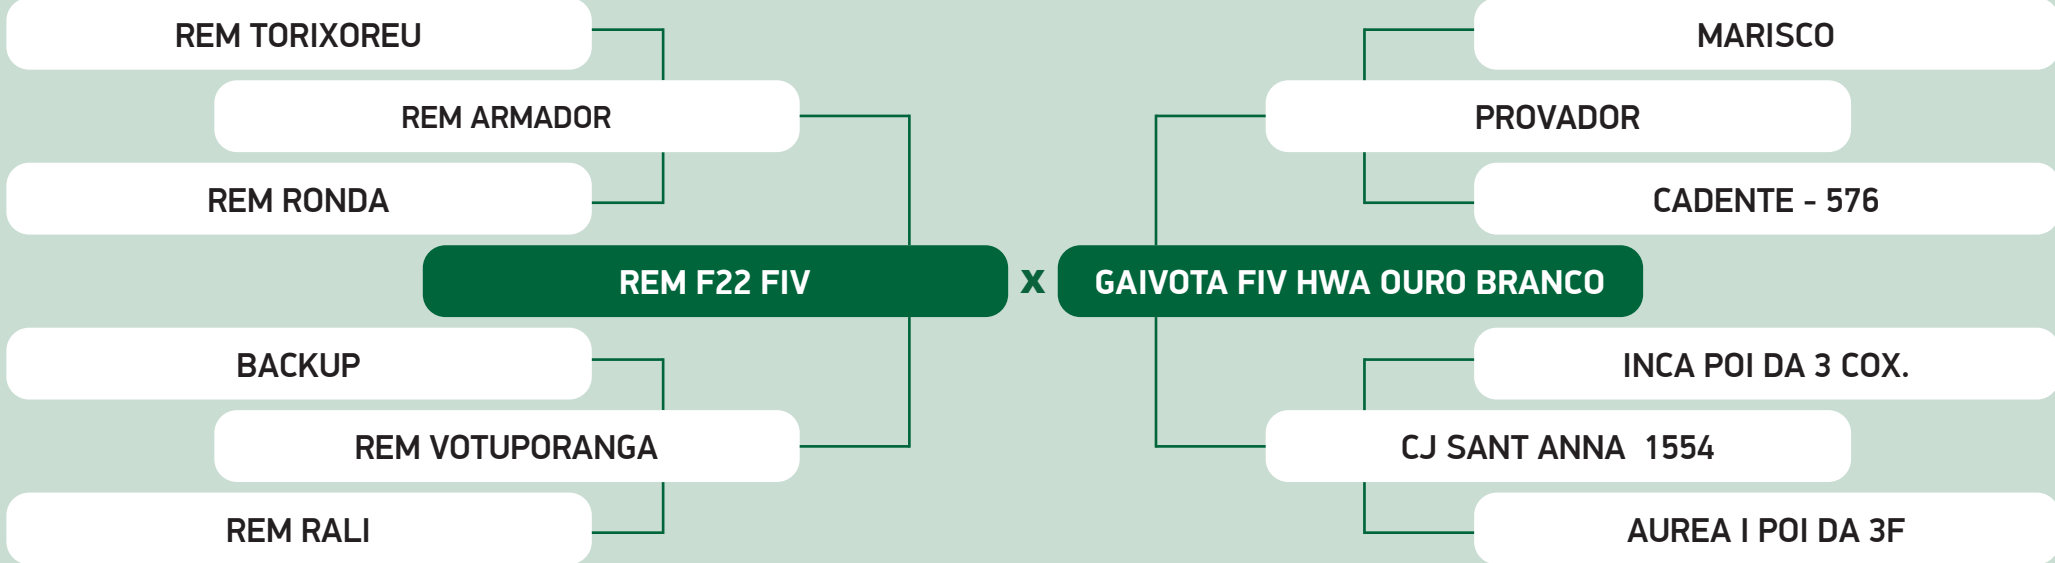 REM TORIXOREU
MARISCO
REM ARMADOR
PROVADOR
REM RONDA
CADENTE - 576
REM F22 FIV
x
GAIVOTA FIV HWA OURO BRANCO
BACKUP
INCA POI DA 3 COX.
REM VOTUPORANGA
CJ SANT ANNA 1554
REM RALI
AUREA I POI DA 3F